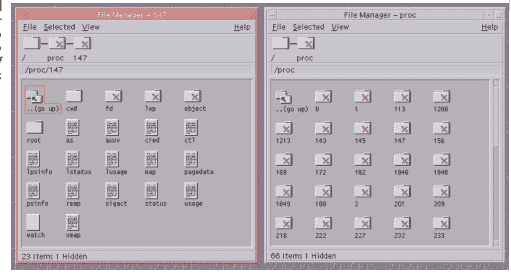 File Manager - 147
File Selected View Help
/ proc 147
/proc/147
..(go up) cwd fd lwp object
root as auxv cred ctl
lpsinfo lstatus lusage map pagedata
psinfo rmap sigact status usage
watch xmap
23 Items 1 Hidden
File Manager - proc
File Selected View Help
/ proc
/proc
..(go up) 0 1 113 1206
1213 143 145 147 156
168 172 182 1846 1848
1849 188 2 201 209
218 222 227 232 233
66 Items 1 Hidden